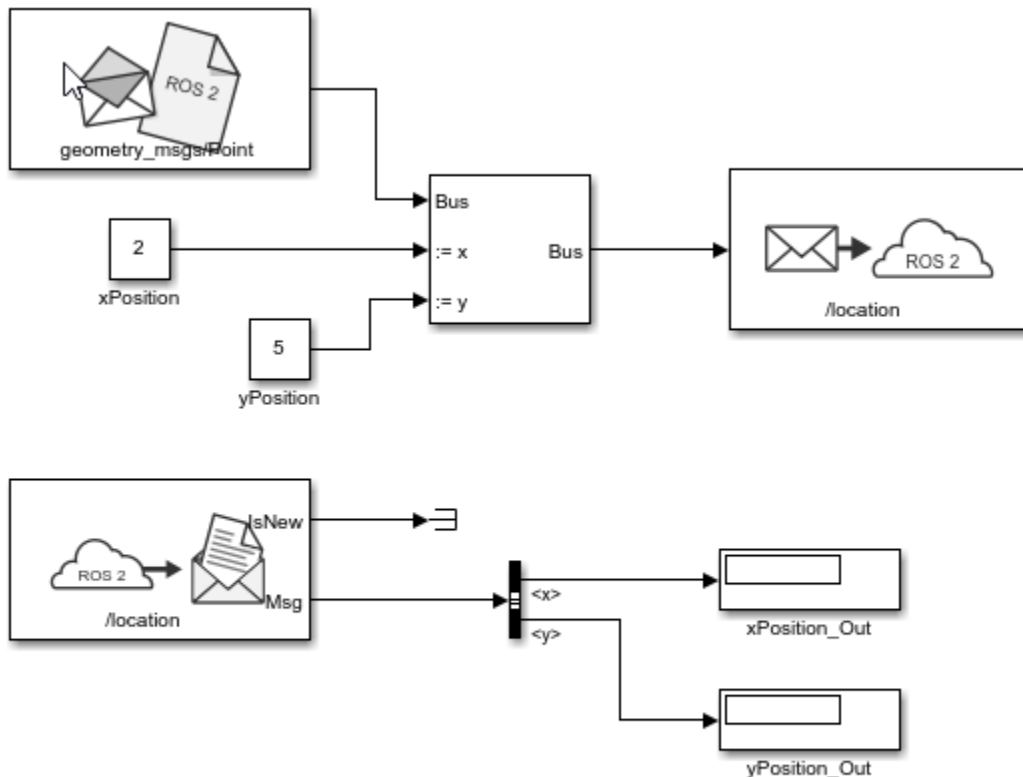 ROS 2
geometry_msgs/Point
2
xPosition
5
yPosition
Bus
:= x
:= y
Bus
ROS 2
/location
IsNew
ROS 2
Msg
/location
<x>
<y>
xPosition_Out
yPosition_Out